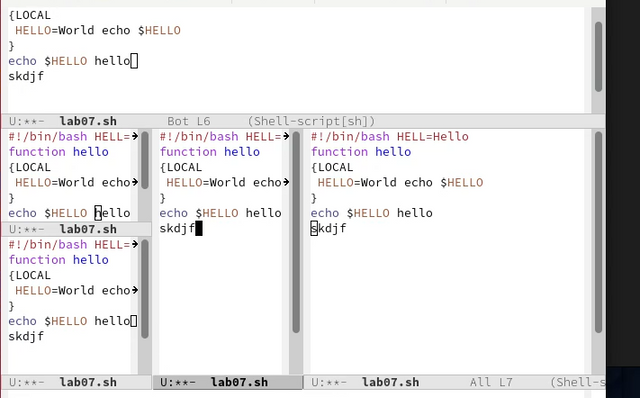 {LOCAL
HELLO=World echo $HELLO
}
echo $HELLO hello
skdjf
U:**- lab07.sh Bot L6 (Shell-script[sh])
#!/bin/bash HELL=
function hello
{LOCAL
HELLO=World echo
}
echo $HELLO hello
U:**- lab07.sh
#!/bin/bash HELL=
function hello
{LOCAL
HELLO=World echo
}
echo $HELLO hello
skdjf
U:**- lab07.sh
#!/bin/bash HELL=
function hello
{LOCAL
HELLO=World echo
}
echo $HELLO hello
skdjf
U:**- lab07.sh
#!/bin/bash HELL=Hello
function hello
{LOCAL
HELLO=World echo $HELLO
}
echo $HELLO hello
skdjf
U:**- lab07.sh All L7 (Shell-s